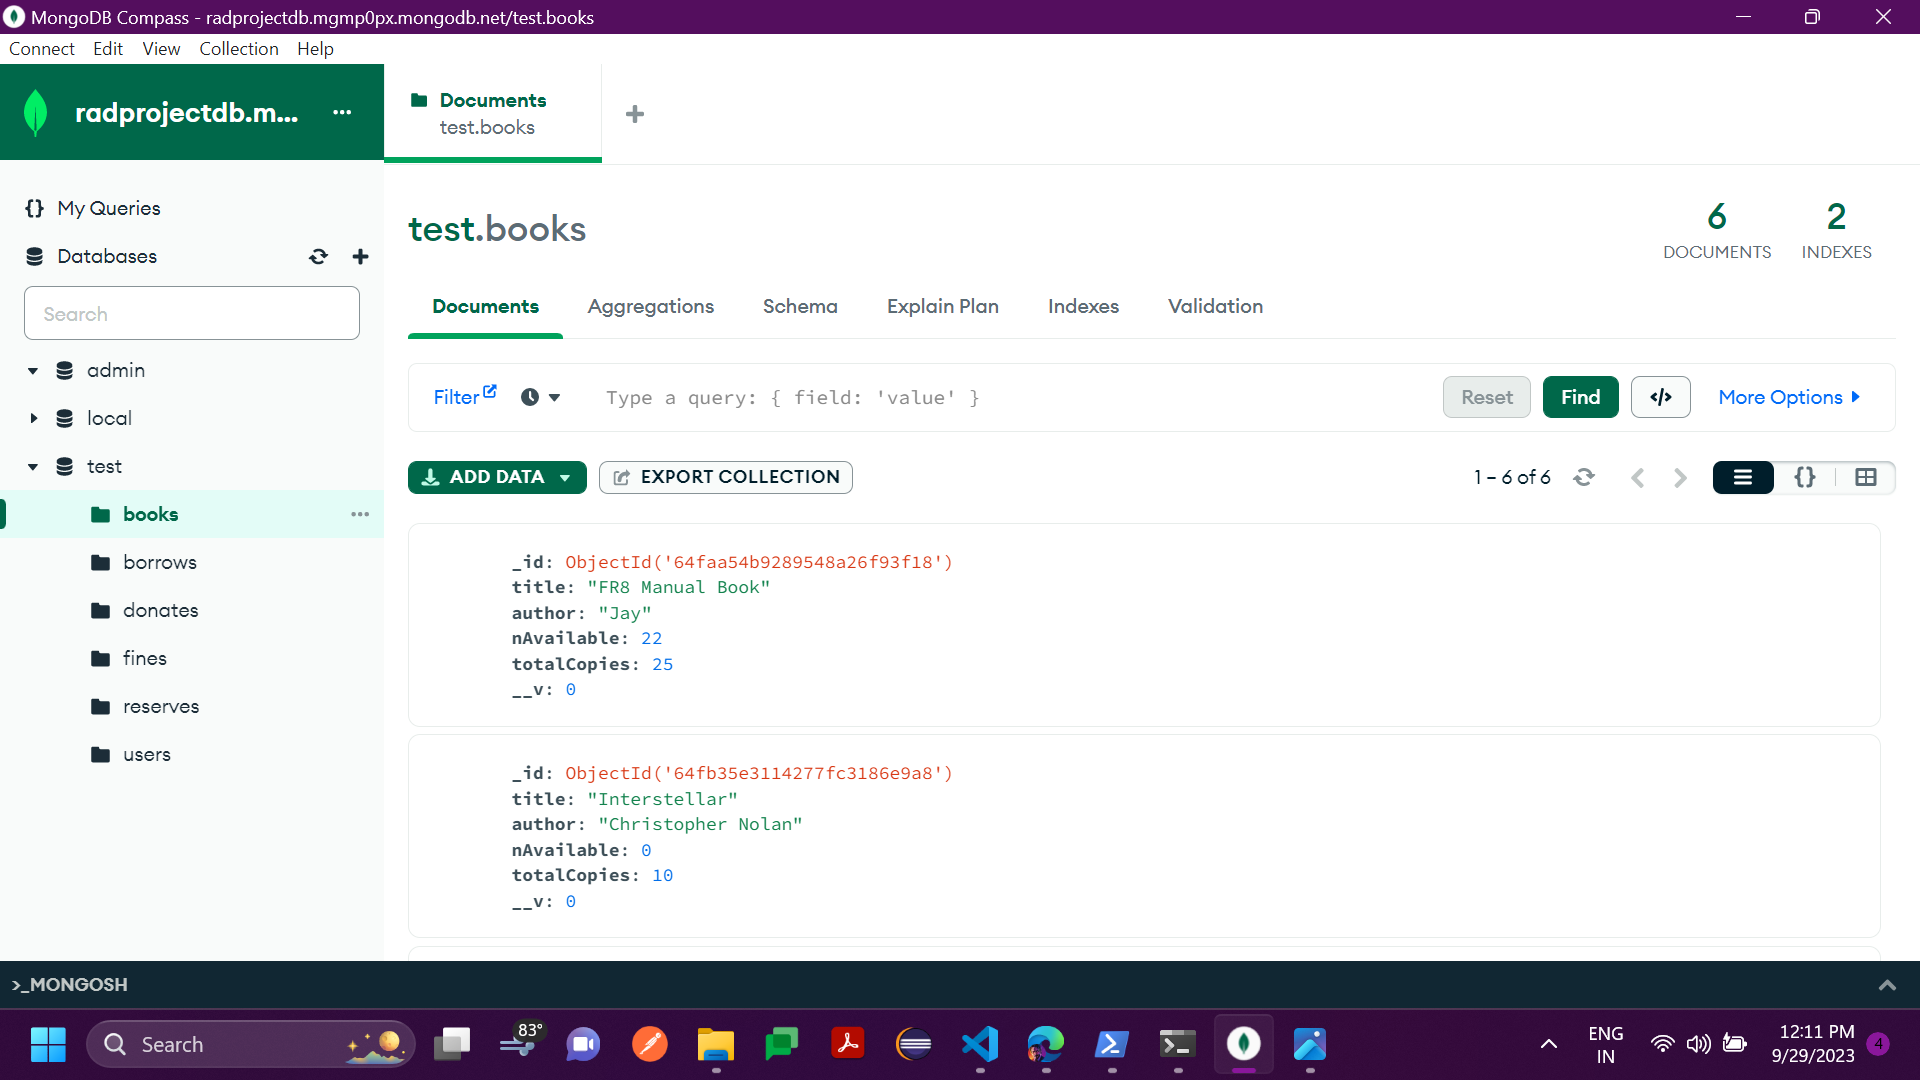 MongoDB Compass - radprojectdb.mgmp0px.mongodb.net/test.books
Connect Edit View Collection Help
radprojectdb.m... ...
Documents
test.books
My Queries
Databases
Search
admin
local
test
books ...
borrows
donates
fines
reserves
users
test.books
6
DOCUMENTS
2
INDEXES
Documents Aggregations Schema Explain Plan Indexes Validation
Filter Type a query: { field: 'value' } Reset Find </> More Options
ADD DATA EXPORT COLLECTION 1 – 6 of 6 {}
_id: ObjectId('64faa54b9289548a26f93f18')
title: "FR8 Manual Book"
author: "Jay"
nAvailable: 22
totalCopies: 25
__v: 0
_id: ObjectId('64fb35e3114277fc3186e9a8')
title: "Interstellar"
author: "Christopher Nolan"
nAvailable: 0
totalCopies: 10
__v: 0
>_MONGOSH
Search
83°
ENG
IN
12:11 PM
9/29/2023
4